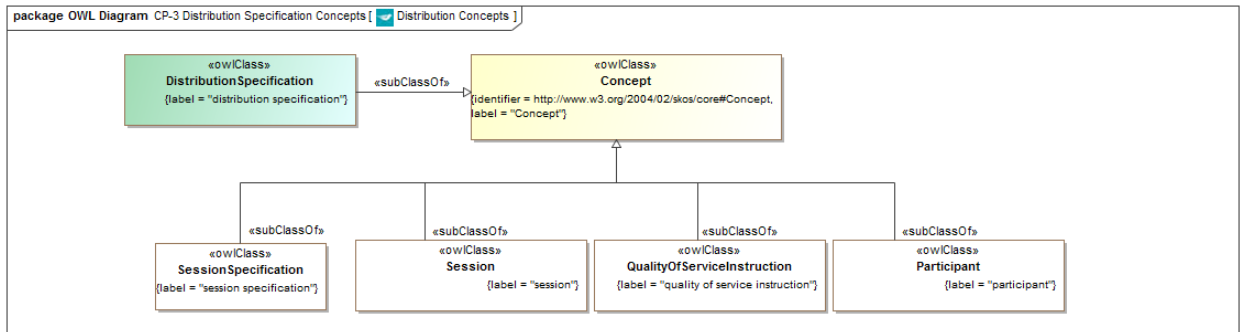 package OWL Diagram CP-3 Distribution Specification Concepts [ Distribution Concepts ]
«owlClass»
DistributionSpecification
{label = "distribution specification"}
«subClassOf»
«owlClass»
Concept
{identifier = http://www.w3.org/2004/02/skos/core#Concept,
label = "Concept"}
«subClassOf»
«subClassOf»
«subClassOf»
«subClassOf»
«owlClass»
SessionSpecification
{label = "session specification"}
«owlClass»
Session
{label = "session"}
«owlClass»
QualityOfServiceInstruction
{label = "quality of service instruction"}
«owlClass»
Participant
{label = "participant"}